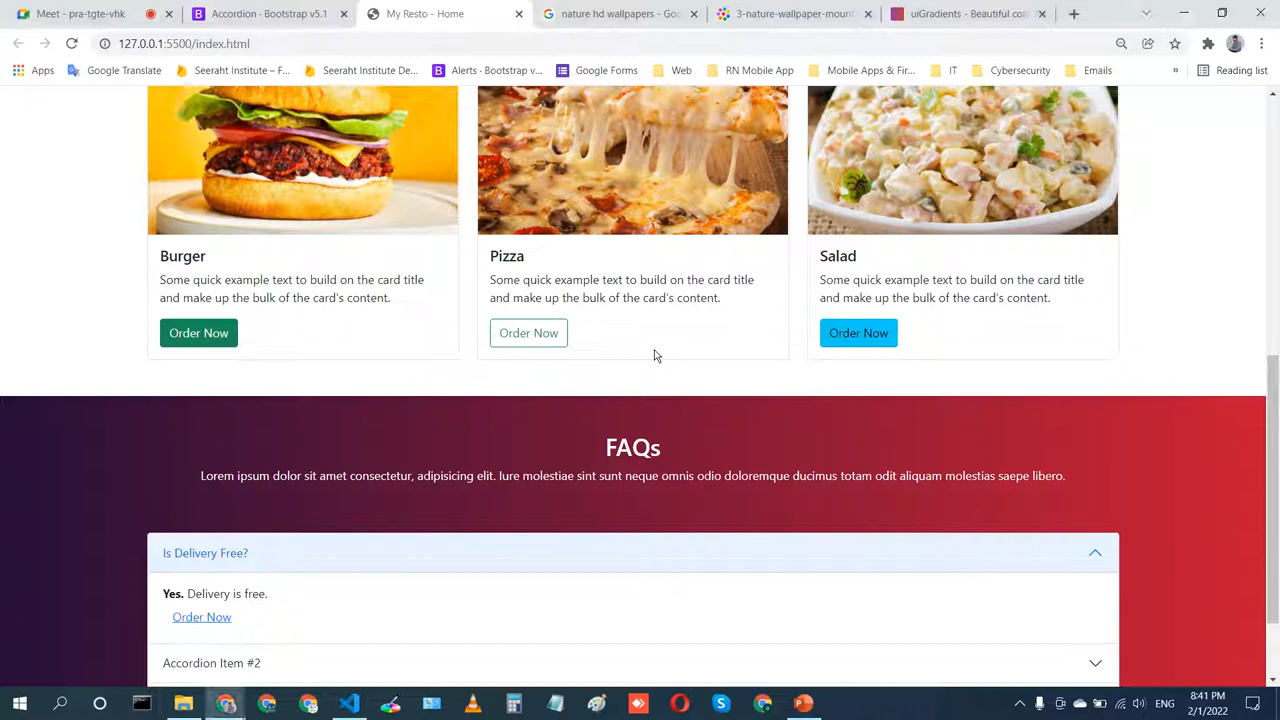 Meet - pra-tgte-vhk
Accordion - Bootstrap v5.1
My Resto - Home
nature hd wallpapers - Goo
3-nature-wallpaper-mount
uiGradients - Beautiful colo
127.0.0.1:5500/index.html
Apps
Google Translate
Seeraht Institute – F...
Seeraht Institute De...
Alerts · Bootstrap v...
Google Forms
Web
RN Mobile App
Mobile Apps & Fir...
IT
Cybersecurity
Emails
»
Reading list
Burger
Some quick example text to build on the card title
and make up the bulk of the card's content.
Order Now
Pizza
Some quick example text to build on the card title
and make up the bulk of the card's content.
Order Now
Salad
Some quick example text to build on the card title
and make up the bulk of the card's content.
Order Now
FAQs
Lorem ipsum dolor sit amet consectetur, adipisicing elit. Iure molestiae sint sunt neque omnis odio doloremque ducimus totam odit aliquam molestias saepe libero.
Is Delivery Free?
Yes. Delivery is free.
Order Now
Accordion Item #2
ENG
8:41 PM
2/1/2022